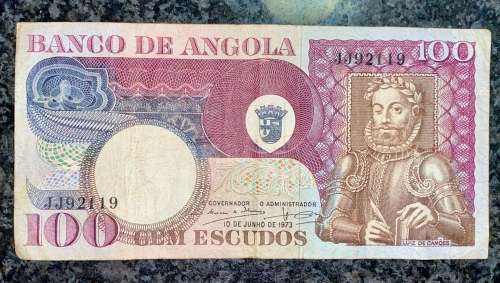 BANCO DE ANGOLA
100
JJ92119
JJ92119
GOVERNADOR O ADMINISTRADOR
10 DE JUNHO DE 1973
100
CEM ESCUDOS
LUIZ DE CAMÕES